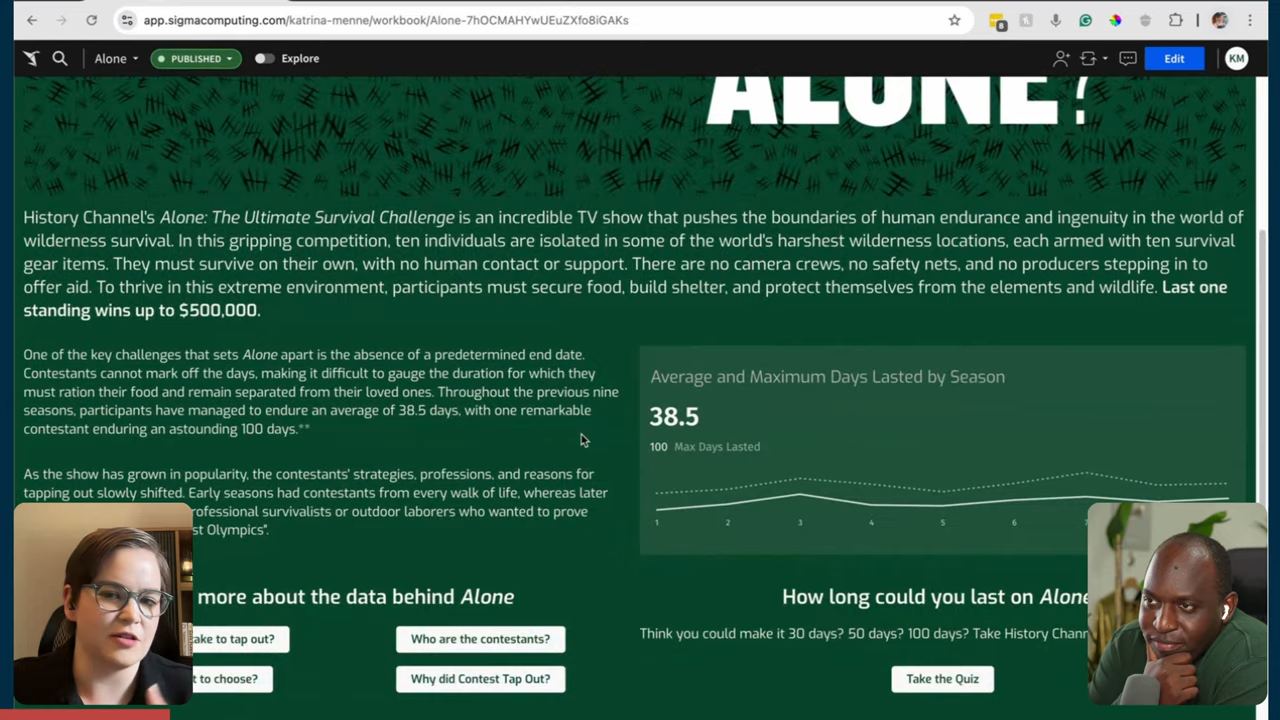 app.sigmacomputing.com/katrina-menne/workbook/Alone-7hOCMAHYwUEuZXfo8iGAKs
Alone
PUBLISHED
Explore
Edit
KM
ALONE?
History Channel's Alone: The Ultimate Survival Challenge is an incredible TV show that pushes the boundaries of human endurance and ingenuity in the world of
wilderness survival. In this gripping competition, ten individuals are isolated in some of the world's harshest wilderness locations, each armed with ten survival
gear items. They must survive on their own, with no human contact or support. There are no camera crews, no safety nets, and no producers stepping in to
offer aid. To thrive in this extreme environment, participants must secure food, build shelter, and protect themselves from the elements and wildlife. Last one
standing wins up to $500,000.
One of the key challenges that sets Alone apart is the absence of a predetermined end date.
Contestants cannot mark off the days, making it difficult to gauge the duration for which they
must ration their food and remain separated from their loved ones. Throughout the previous nine
seasons, participants have managed to endure an average of 38.5 days, with one remarkable
contestant enduring an astounding 100 days.**
As the show has grown in popularity, the contestants' strategies, professions, and reasons for
tapping out slowly shifted. Early seasons had contestants from every walk of life, whereas later
rofessional survivalists or outdoor laborers who wanted to prove
st Olympics".
Average and Maximum Days Lasted by Season
38.5
100 Max Days Lasted
1 2 3 4 5 6
more about the data behind Alone
ake to tap out?
Who are the contestants?
t to choose?
Why did Contest Tap Out?
How long could you last on Alone
Think you could make it 30 days? 50 days? 100 days? Take History Chann
Take the Quiz